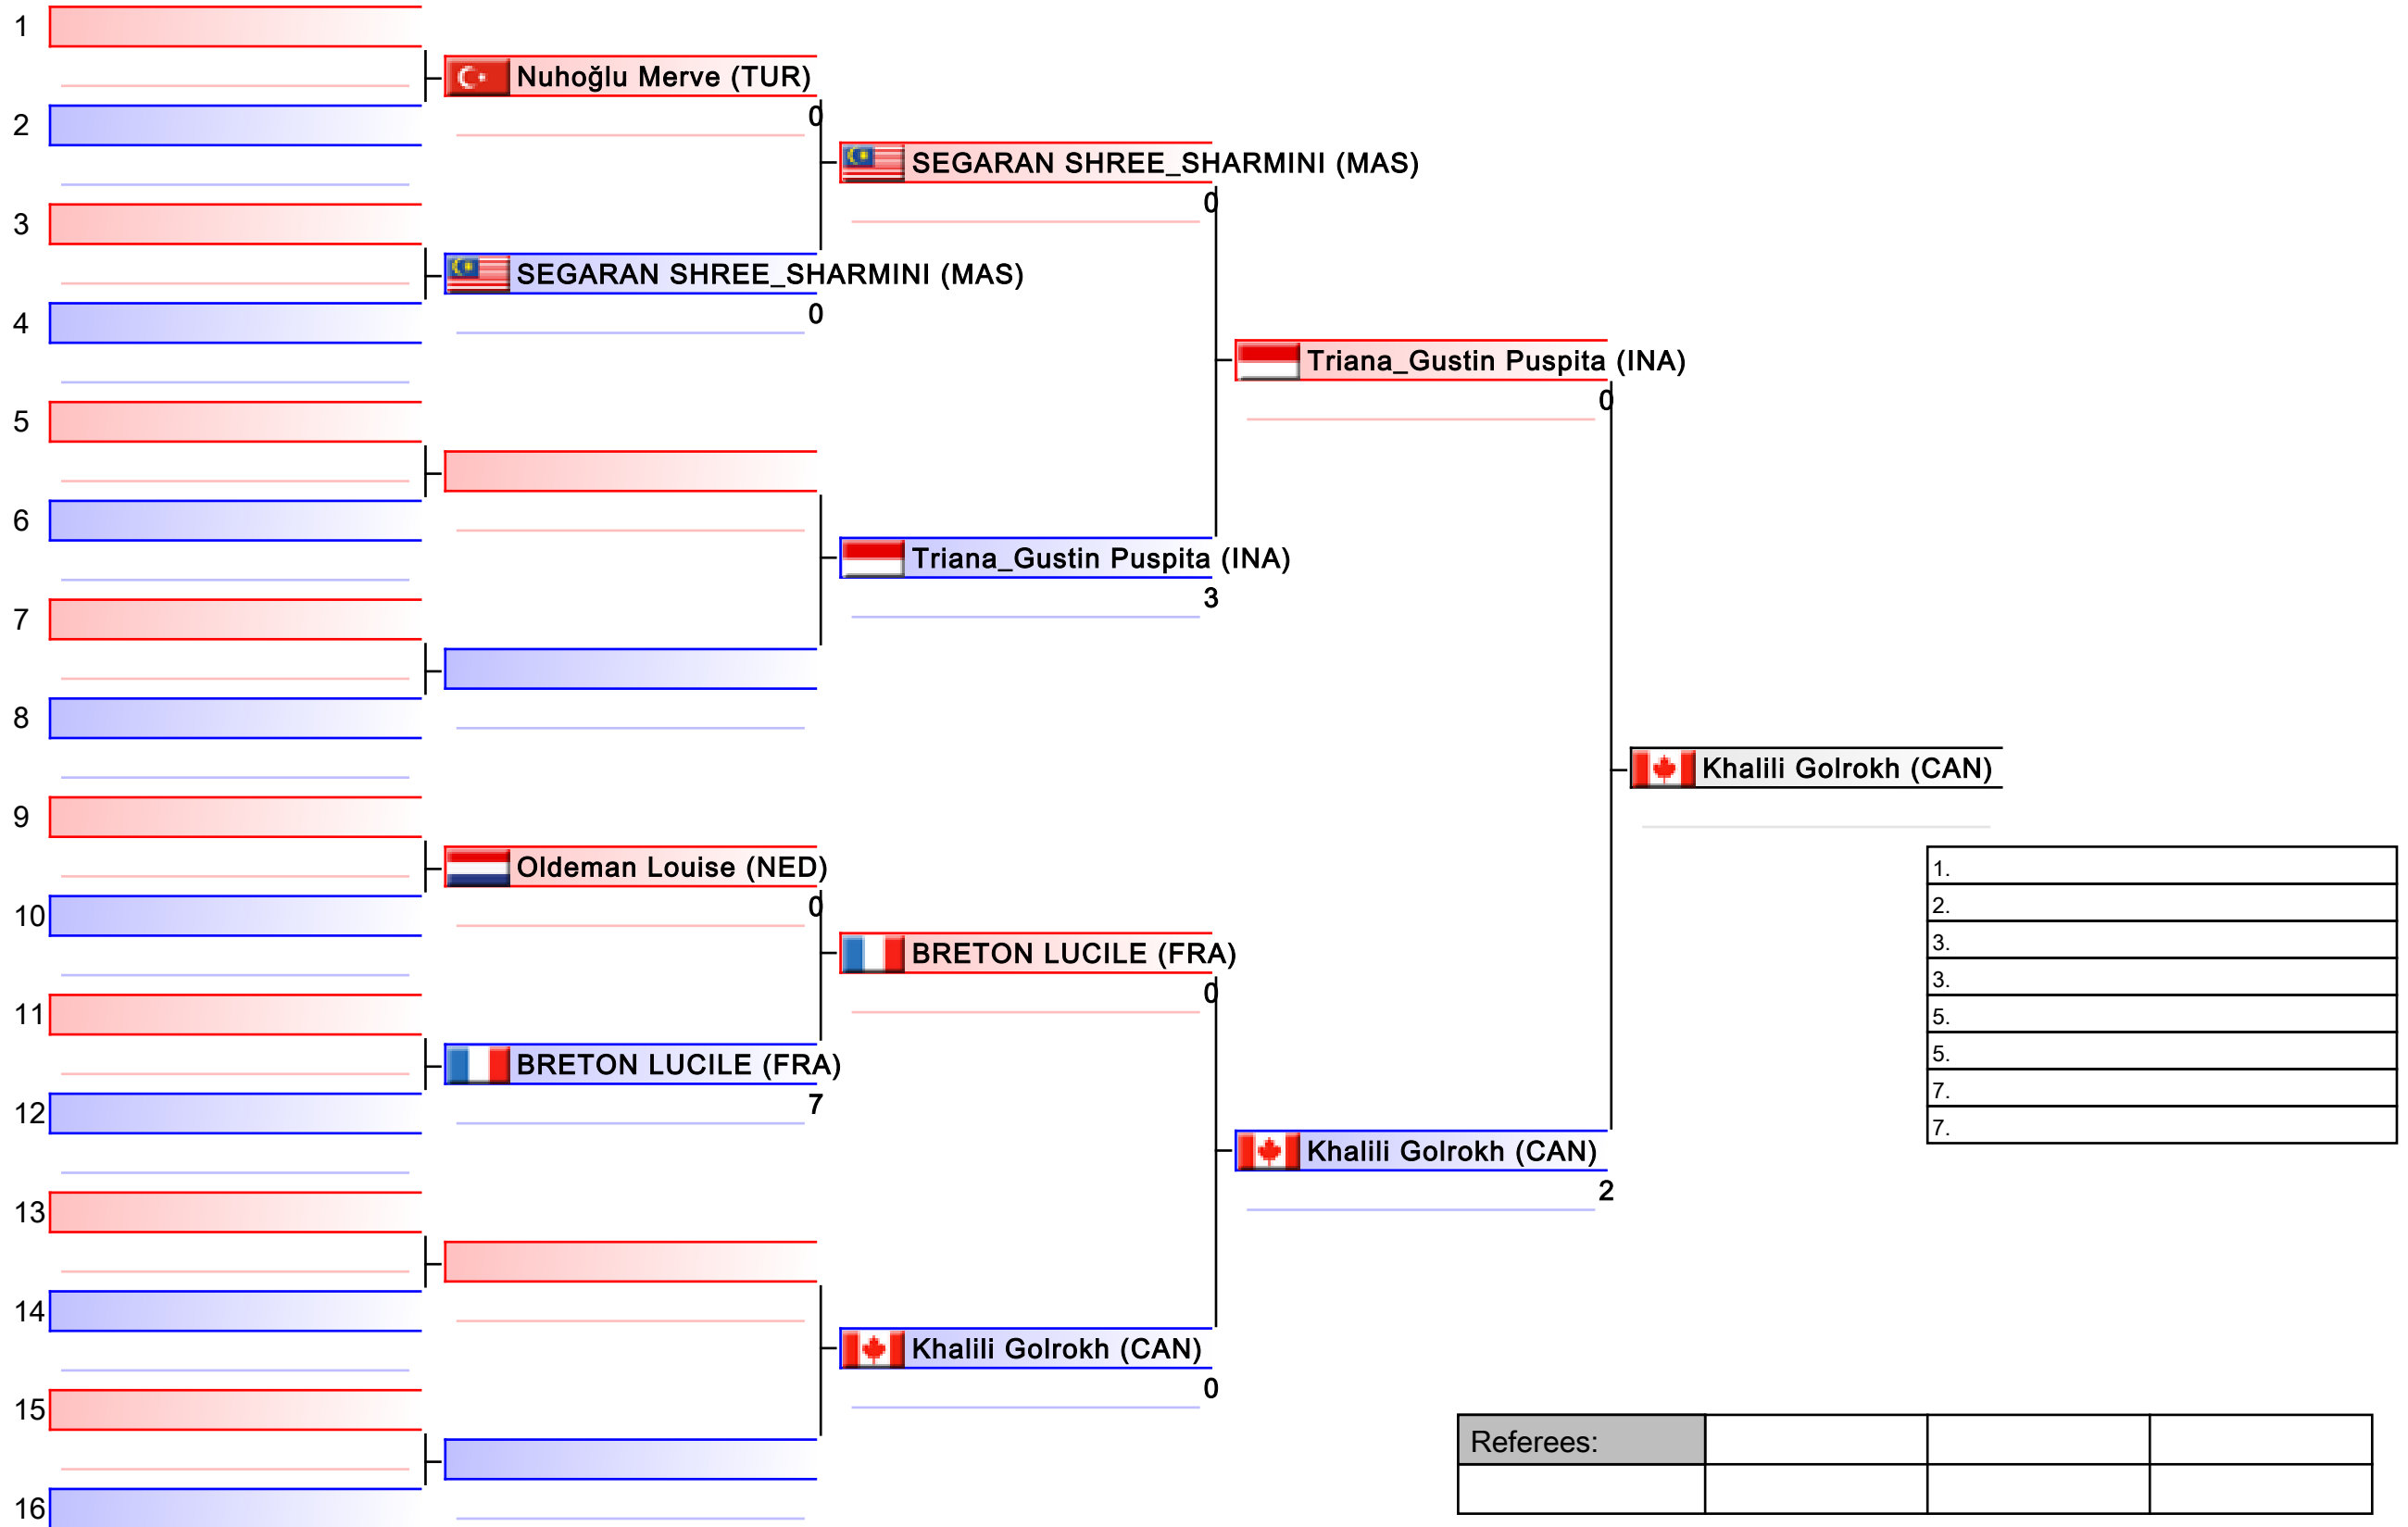 1
Nuhoğlu Merve (TUR)
0
2
SEGARAN SHREE_SHARMINI (MAS)
0
3
SEGARAN SHREE_SHARMINI (MAS)
0
4
Triana_Gustin Puspita (INA)
0
5
6
Triana_Gustin Puspita (INA)
3
7
8
Khalili Golrokh (CAN)
9
Oldeman Louise (NED)
0
10
BRETON LUCILE (FRA)
0
11
BRETON LUCILE (FRA)
7
12
Khalili Golrokh (CAN)
2
13
14
Khalili Golrokh (CAN)
0
15
16
1.
2.
3.
3.
5.
5.
7.
7.
Referees: